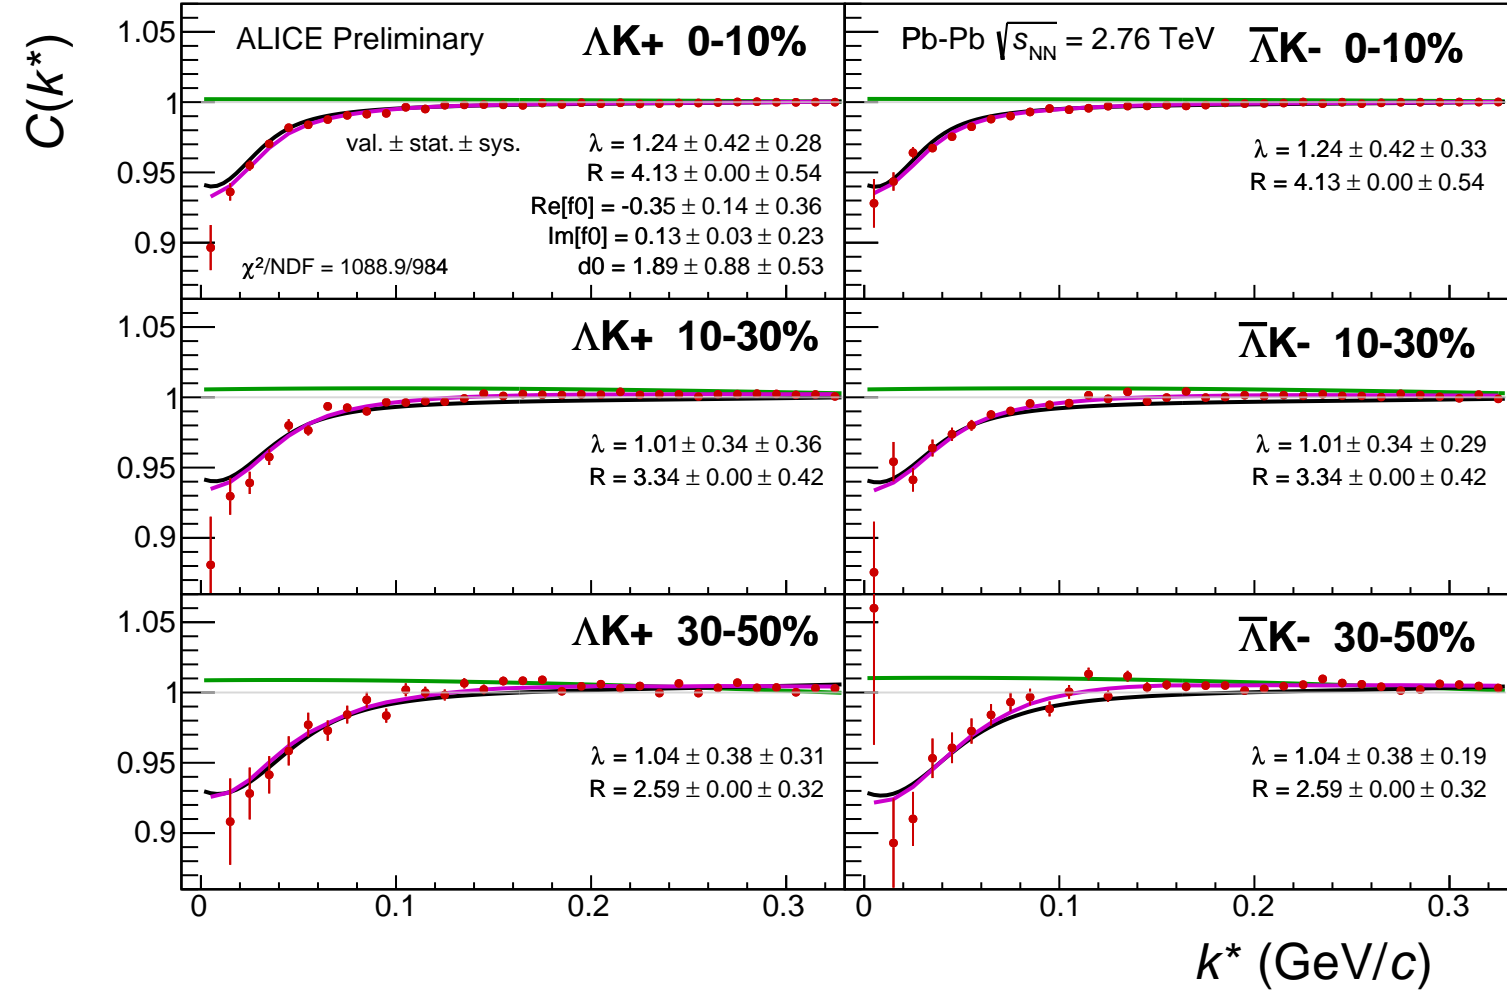 C(k*)
ALICE Preliminary
ΛK+ 0-10%
val. ± stat. ± sys.
λ = 1.24 ± 0.42 ± 0.28
R = 4.13 ± 0.00 ± 0.54
Re[f0] = -0.35 ± 0.14 ± 0.36
Im[f0] = 0.13 ± 0.03 ± 0.23
d0 = 1.89 ± 0.88 ± 0.53
χ²/NDF = 1088.9/984
1.05
1
0.95
0.9
Pb-Pb √sNN = 2.76 TeV
Λ̅K- 0-10%
λ = 1.24 ± 0.42 ± 0.33
R = 4.13 ± 0.00 ± 0.54
ΛK+ 10-30%
λ = 1.01 ± 0.34 ± 0.36
R = 3.34 ± 0.00 ± 0.42
1.05
1
0.95
0.9
Λ̅K- 10-30%
λ = 1.01 ± 0.34 ± 0.29
R = 3.34 ± 0.00 ± 0.42
ΛK+ 30-50%
λ = 1.04 ± 0.38 ± 0.31
R = 2.59 ± 0.00 ± 0.32
1.05
1
0.95
0.9
Λ̅K- 30-50%
λ = 1.04 ± 0.38 ± 0.19
R = 2.59 ± 0.00 ± 0.32
0 0.1 0.2 0.3
0 0.1 0.2 0.3
k* (GeV/c)